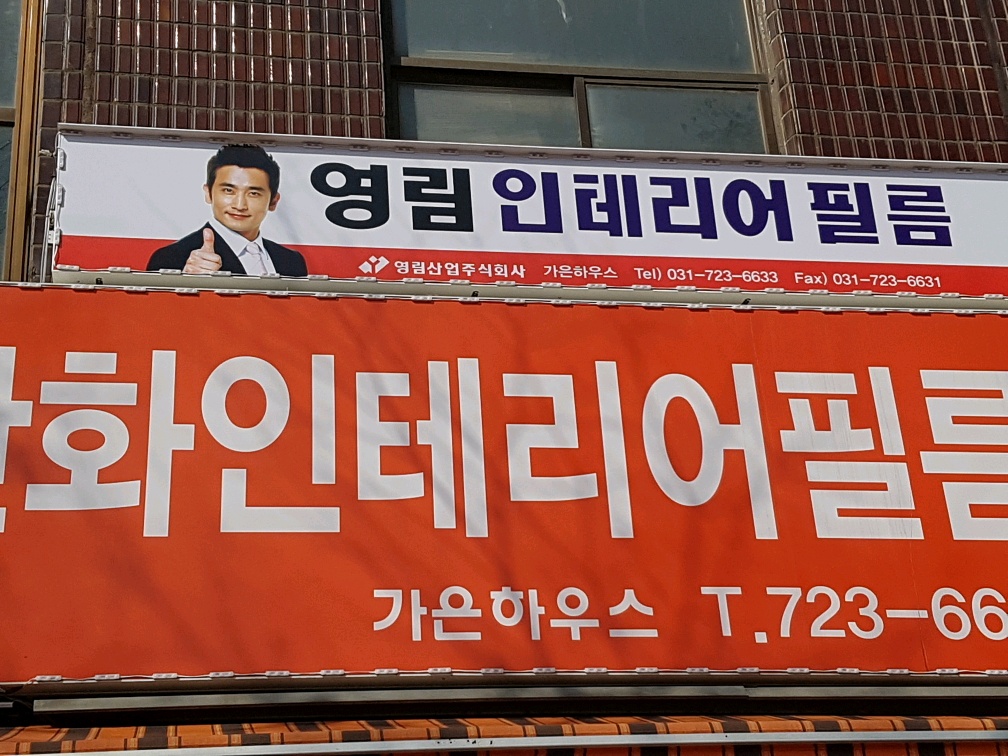 영림 인테리어 필름
영림산업주식회사 가은하우스 Tel) 031-723-6633 Fax) 031-723-6631
화인테리어필름
가은하우스 T.723-66